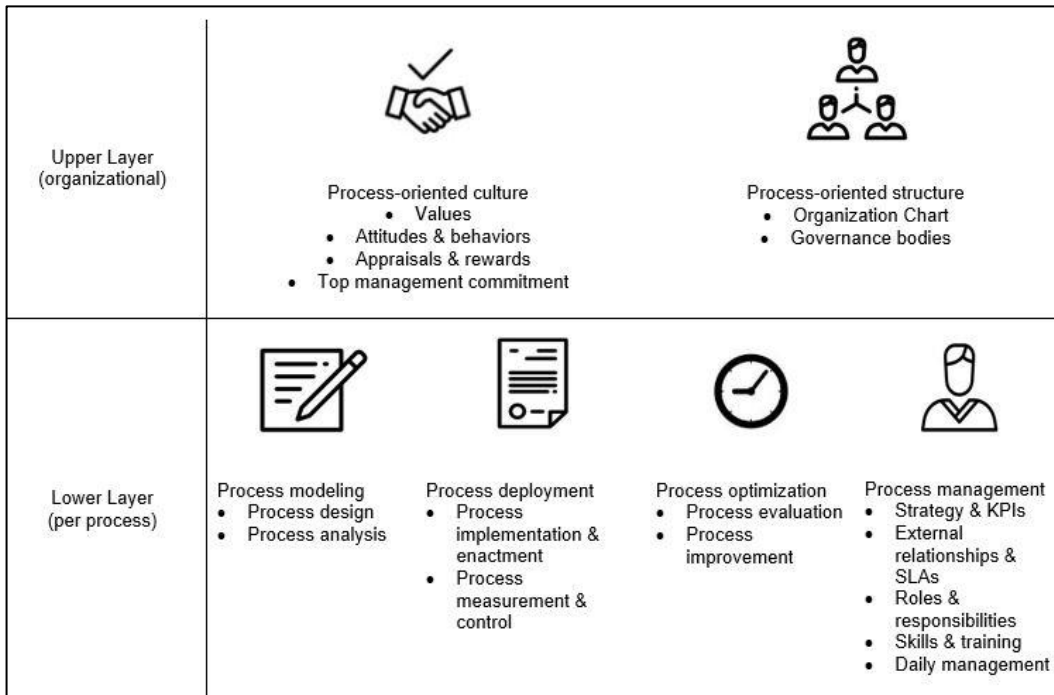 Upper Layer
(organizational)
Process-oriented culture
• Values
• Attitudes & behaviors
• Appraisals & rewards
• Top management commitment
Process-oriented structure
• Organization Chart
• Governance bodies
Lower Layer
(per process)
Process modeling
• Process design
• Process analysis
Process deployment
• Process
implementation &
enactment
• Process
measurement &
control
Process optimization
• Process evaluation
• Process
improvement
Process management
• Strategy & KPIs
• External
relationships &
SLAs
• Roles &
responsibilities
• Skills & training
• Daily management